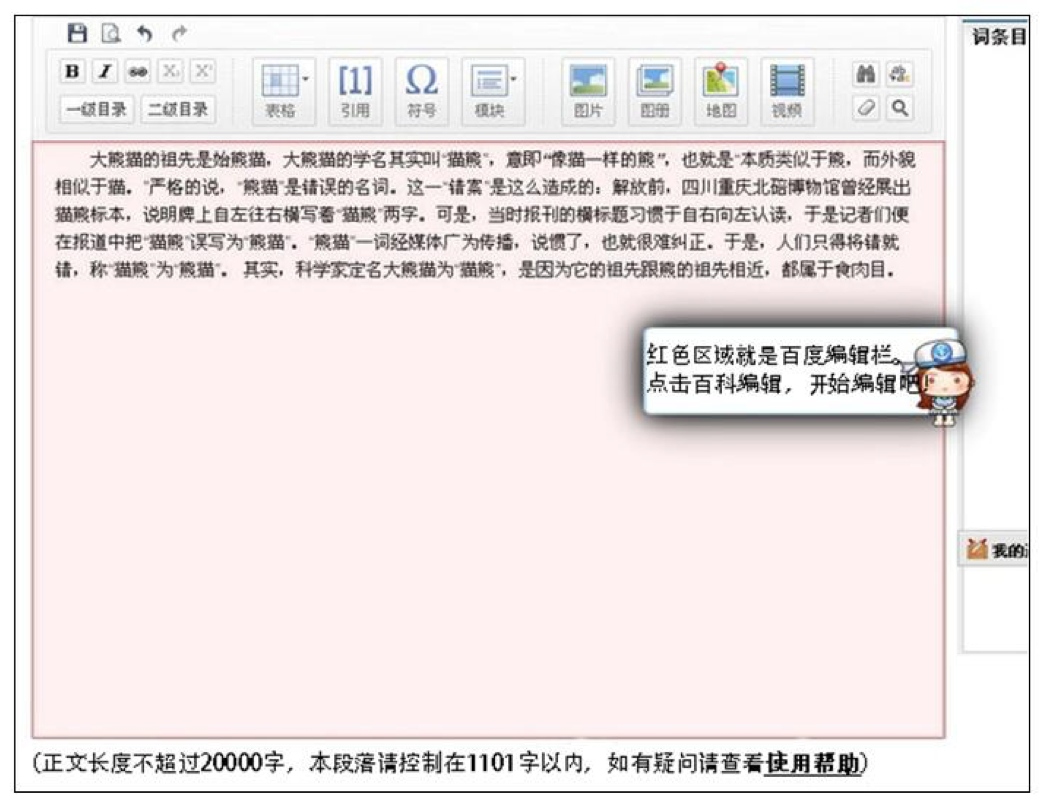 词条目
B I X₂ X²
一级目录 二级目录
[1] Ω
表格 引用 符号 模块 图片 图册 地图 视频
大熊猫的祖先是始熊猫，大熊猫的学名其实叫“猫熊”，意即“像猫一样的熊”，也就是“本质类似于熊，而外貌
相似于猫。”严格的说，“熊猫”是错误的名词。这一“错案”是这么造成的：解放前，四川重庆北碚博物馆曾经展出
猫熊标本，说明牌上自左往右横写着“猫熊”两字。可是，当时报刊的横标题习惯于自右向左认读，于是记者们便
在报道中把“猫熊”误写为“熊猫”。“熊猫”一词经媒体广为传播，说惯了，也就很难纠正。于是，人们只得将错就
错，称“猫熊”为“熊猫”。 其实，科学家定名大熊猫为“猫熊”，是因为它的祖先跟熊的祖先相近，都属于食肉目。
红色区域就是百度编辑栏。
点击百科编辑，开始编辑吧！
我的
(正文长度不超过20000字，本段落请控制在1101字以内，如有疑问请查看使用帮助)